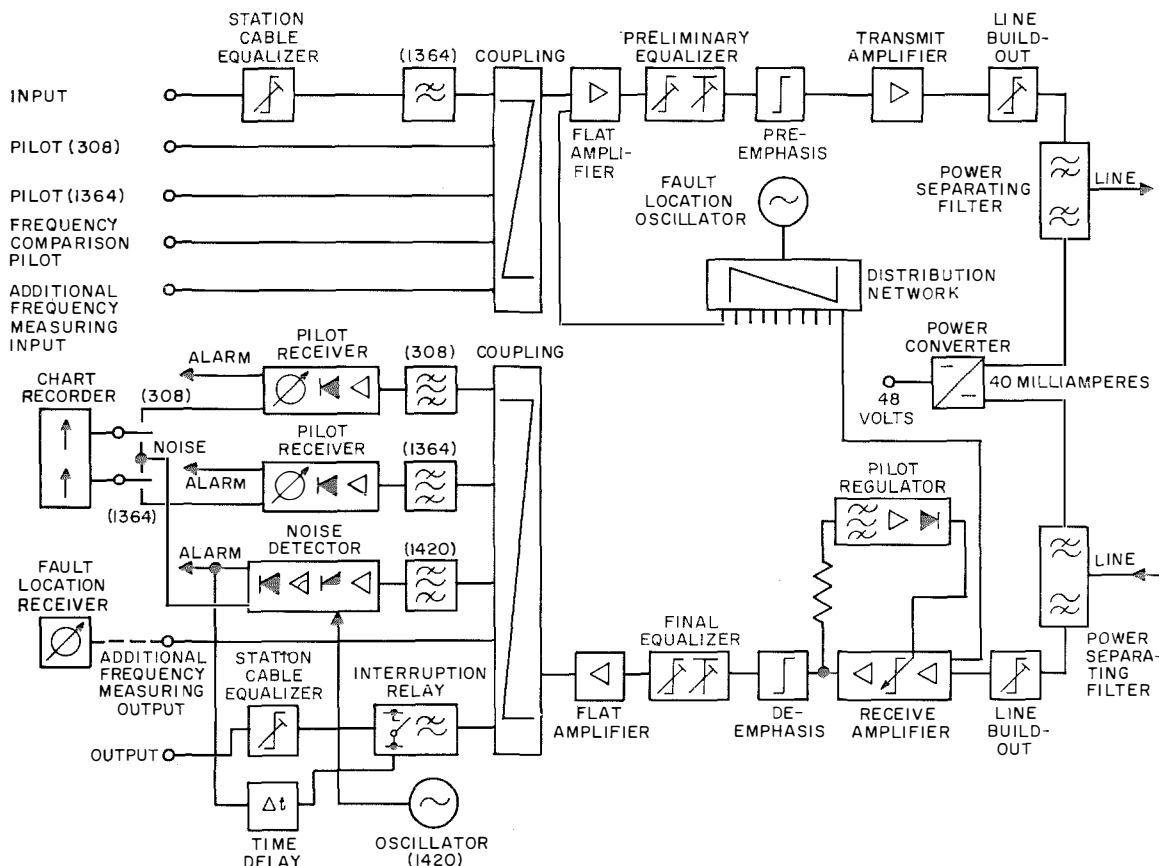 STATION
CABLE
EQUALIZER
(1364)
COUPLING
PRELIMINARY
EQUALIZER
TRANSMIT
AMPLIFIER
LINE
BUILD-
OUT
INPUT
FLAT
AMPLI-
FIER
PRE-
EMPHASIS
PILOT (308)
PILOT (1364)
FREQUENCY
COMPARISON
PILOT
ADDITIONAL
FREQUENCY
MEASURING
INPUT
FAULT
LOCATION
OSCILLATOR
POWER
SEPARATING
FILTER
LINE
DISTRIBUTION
NETWORK
POWER
CONVERTER
40 MILLIAMPERES
48
VOLTS
CHART
RECORDER
ALARM
PILOT
RECEIVER
(308)
COUPLING
(308)
NOISE
PILOT
RECEIVER
(1364)
ALARM
(1364)
PILOT
REGULATOR
NOISE
DETECTOR
(1420)
ALARM
FAULT
LOCATION
RECEIVER
LINE
ADDITIONAL
FREQUENCY
MEASURING
OUTPUT
STATION
CABLE
EQUALIZER
INTERRUPTION
RELAY
FINAL
EQUALIZER
POWER
SEPARA-
TING
FILTER
FLAT
AMPLIFIER
DE-
EMPHASIS
RECEIVE
AMPLIFIER
LINE
BUILD-
OUT
OUTPUT
Δt
TIME
DELAY
OSCILLATOR
(1420)